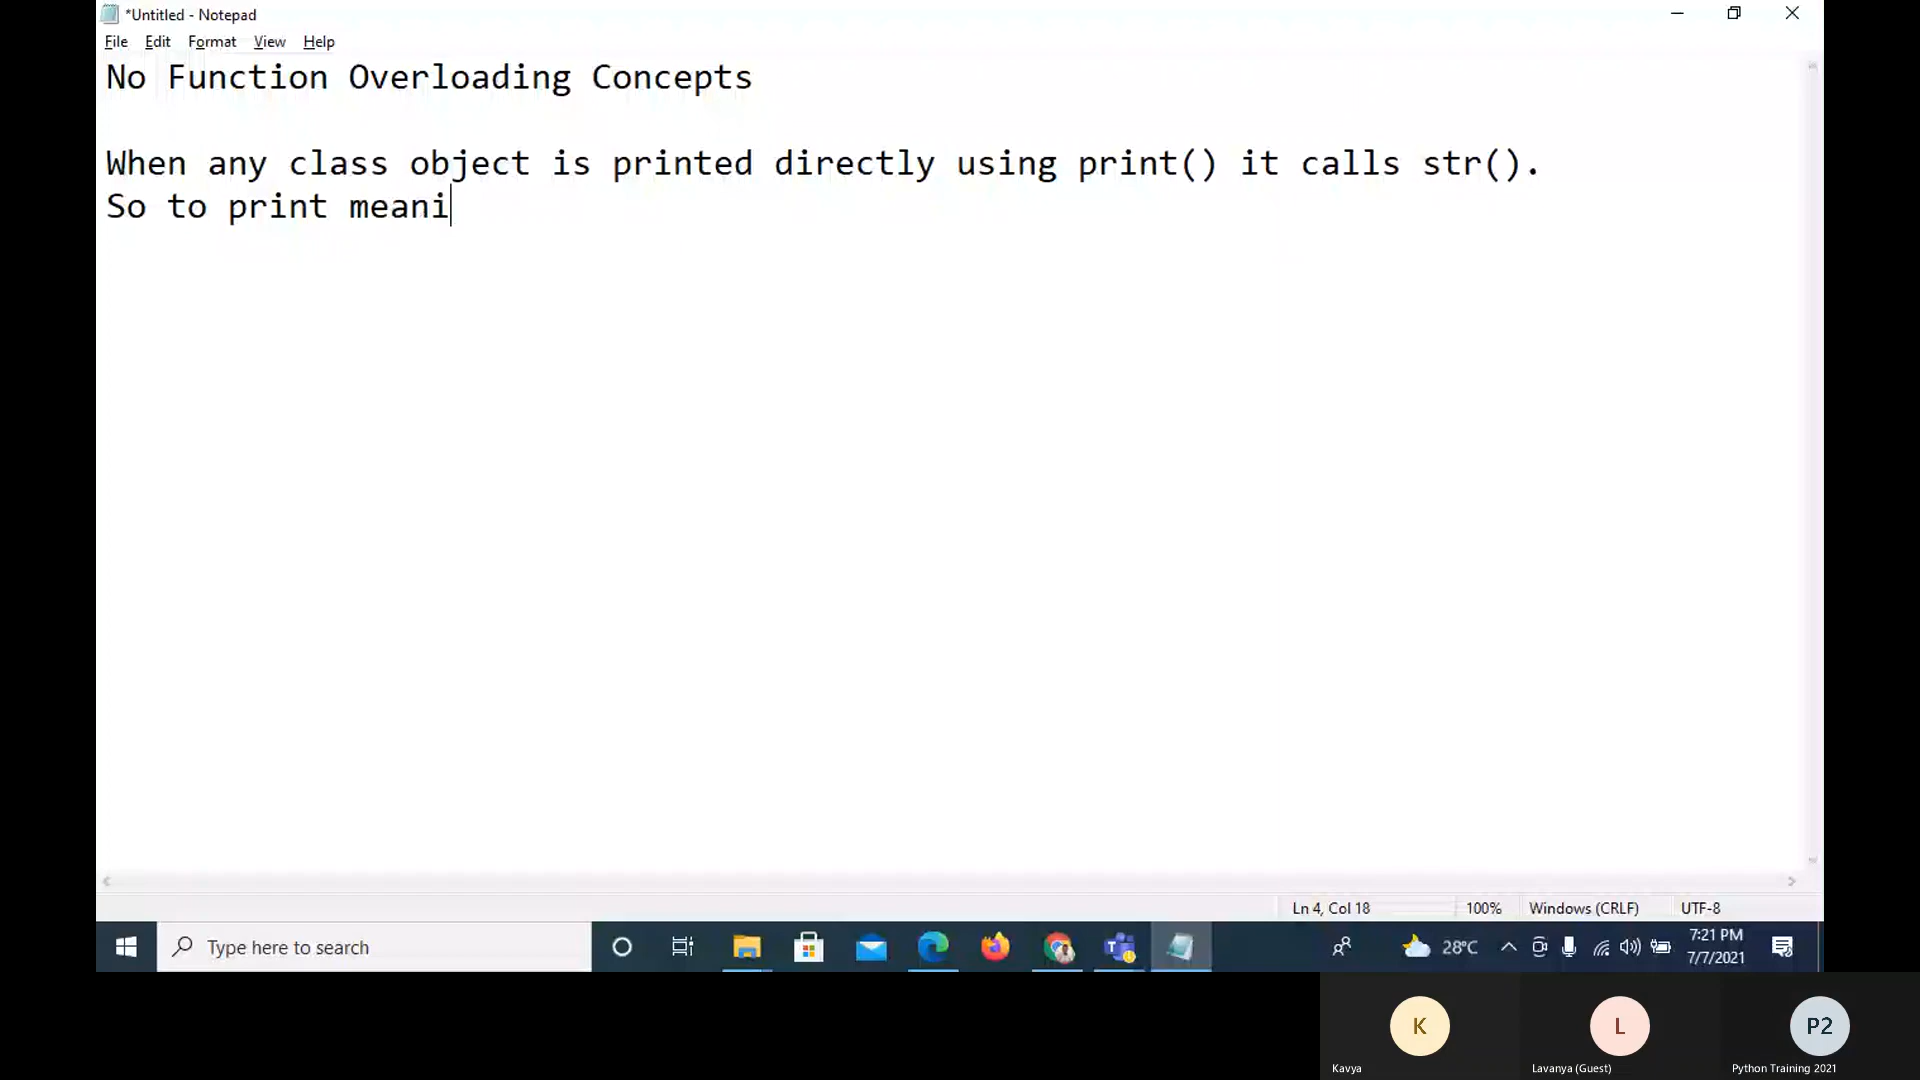 *Untitled - Notepad
File Edit Format View Help
No Function Overloading Concepts
When any class object is printed directly using print() it calls str().
So to print meani
Ln 4, Col 18 100% Windows (CRLF) UTF-8
Type here to search
28°C
7:21 PM
7/7/2021
K
L
P2
Kavya
Lavanya (Guest)
Python Training 2021